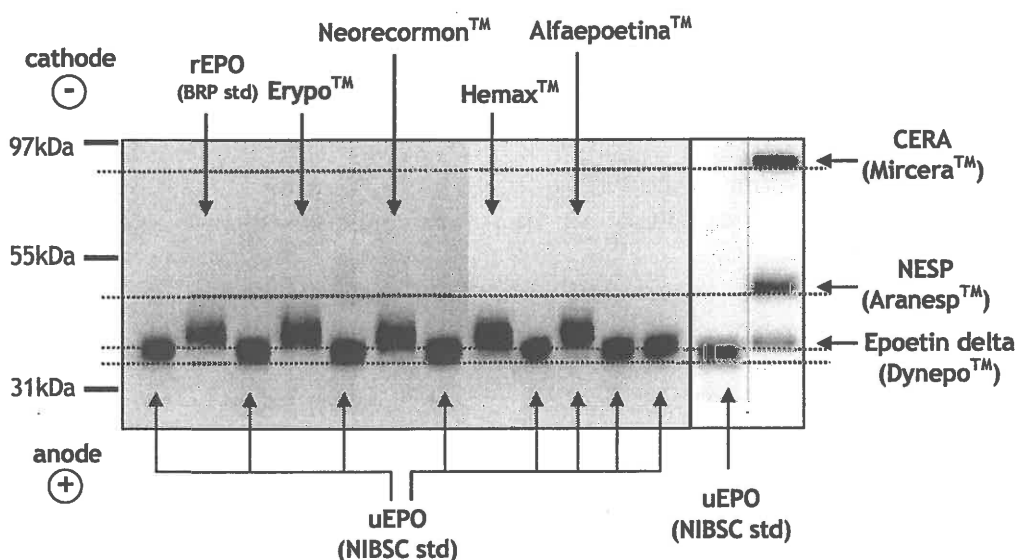 Neorecormon™
Alfaepoetina™
cathode
-
rEPO
(BRP std)
Erypo™
Hemax™
97kDa
CERA
(Mircera™)
55kDa
NESP
(Aranesp™)
Epoetin delta
(Dynepo™)
31kDa
anode
+
uEPO
(NIBSC std)
uEPO
(NIBSC std)